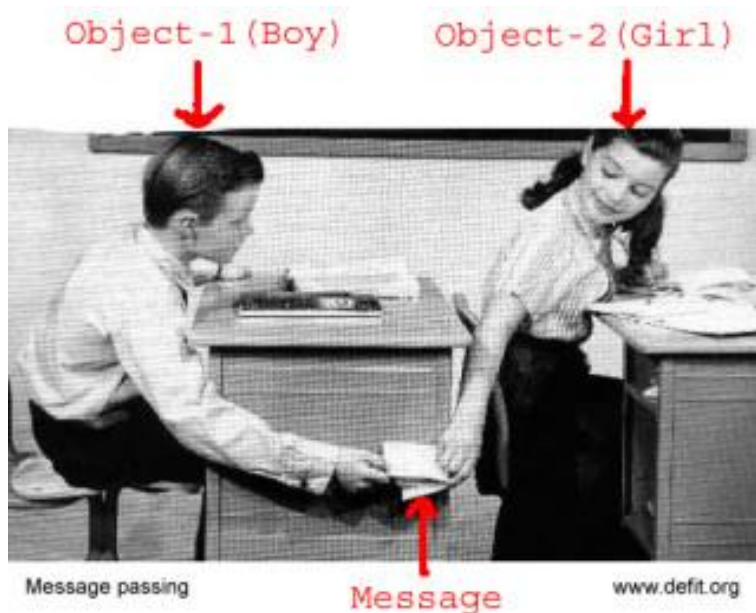 Object-1(Boy)
Object-2(Girl)
Message passing
Message
www.defit.org